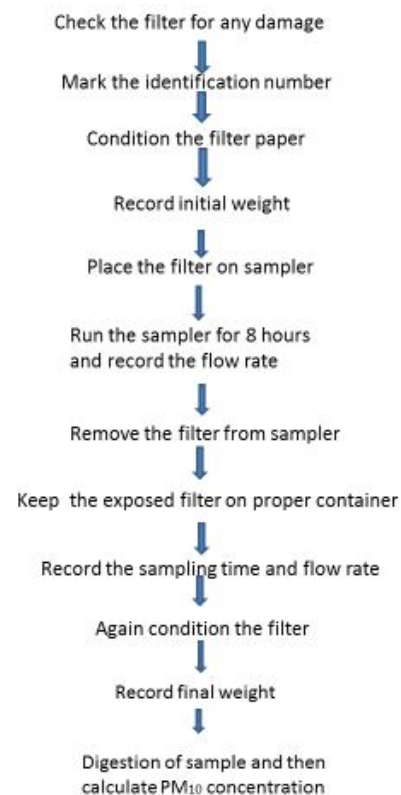 Check the filter for any damage
Mark the identification number
Condition the filter paper
Record initial weight
Place the filter on sampler
Run the sampler for 8 hours
and record the flow rate
Remove the filter from sampler
Keep the exposed filter on proper container
Record the sampling time and flow rate
Again condition the filter
Record final weight
Digestion of sample and then
calculate PM₁₀ concentration